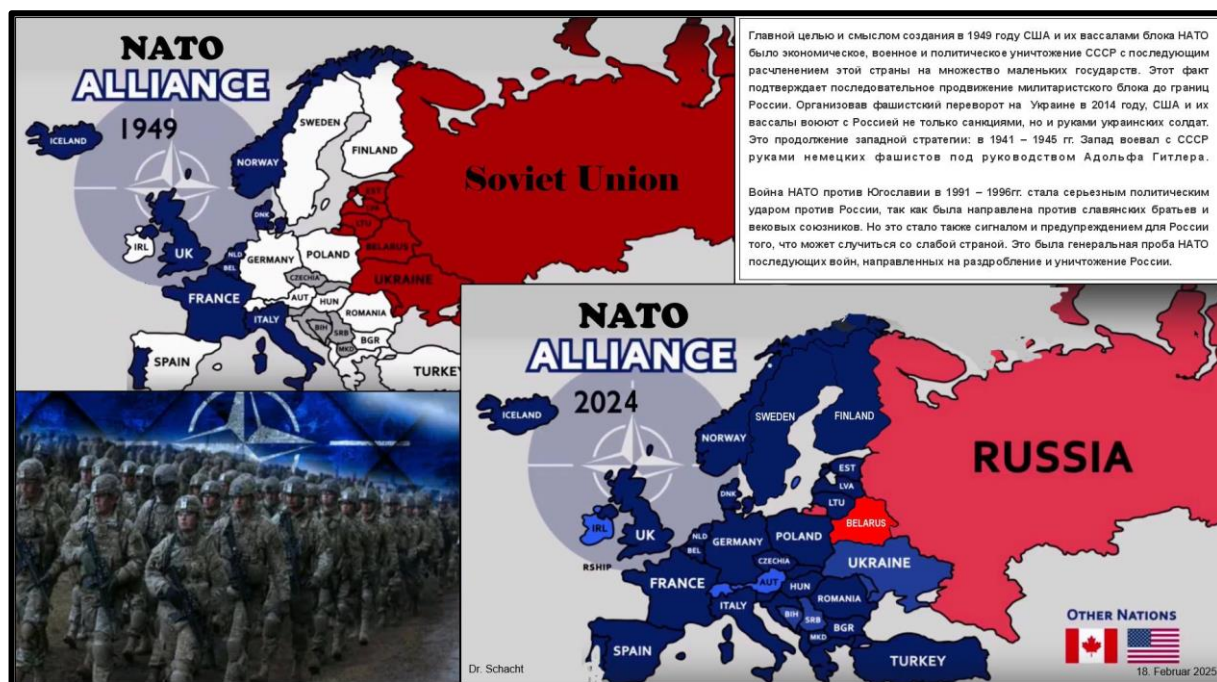 NATO
ALLIANCE
1949
ICELAND
SWEDEN
FINLAND
NORWAY
Soviet Union
EST
LVA
LTU
DNK
BELARUS
IRL
UK
NLD
BEL
GERMANY
POLAND
UKRAINE
CZECHIA
FRANCE
AUT
HUN
ROMANIA
ITALY
BIH
SRB
BGR
MKD
SPAIN
TURKEY
Главной целью и смыслом создания в 1949 году США и их вассалами блока НАТО
было экономическое, военное и политическое уничтожение СССР с последующим
расчленением этой страны на множество маленьких государств. Этот факт
подтверждает последовательное продвижение милитаристского блока до границ
России. Организовав фашистский переворот на Украине в 2014 году, США и их
вассалы воюют с Россией не только санкциями, но и руками украинских солдат.
Это продолжение западной стратегии: в 1941 – 1945 гг. Запад воевал с СССР
руками немецких фашистов под руководством Адольфа Гитлера.
Война НАТО против Югославии в 1991 – 1996гг. стала серьезным политическим
ударом против России, так как была направлена против славянских братьев и
вековых союзников. Но это стало также сигналом и предупреждением для России
того, что может случиться со слабой страной. Это была генеральная проба НАТО
последующих войн, направленных на раздробление и уничтожение России.
NATO
ALLIANCE
2024
ICELAND
SWEDEN
FINLAND
NORWAY
RUSSIA
EST
LVA
LTU
DNK
BELARUS
IRL
UK
NLD
BEL
GERMANY
POLAND
RSHIP
CZECHIA
UKRAINE
FRANCE
AUT
HUN
ROMANIA
ITALY
BIH
SRB
BGR
MKD
SPAIN
TURKEY
OTHER NATIONS
Dr. Schacht
18. Februar 2025